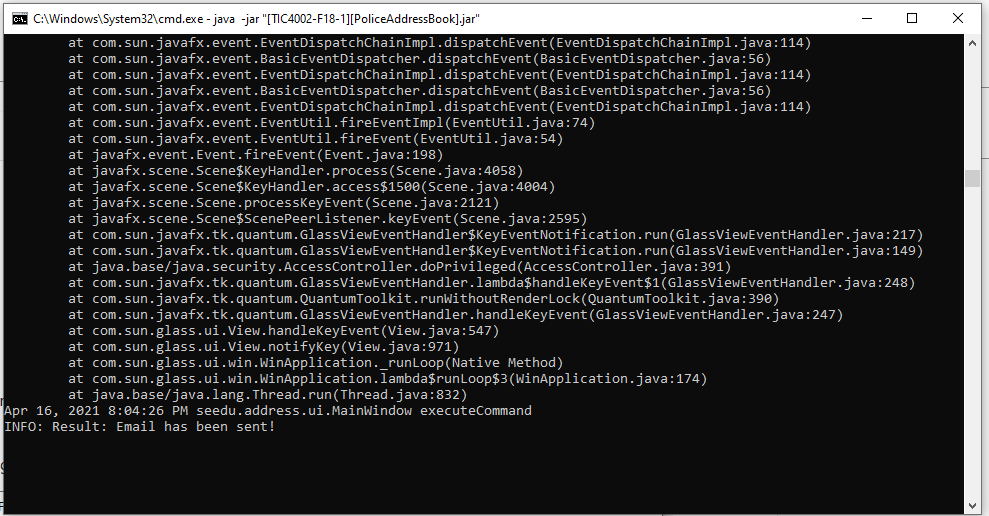 C:\Windows\System32\cmd.exe - java  -jar "[TIC4002-F18-1][PoliceAddressBook].jar"
at com.sun.javafx.event.EventDispatchChainImpl.dispatchEvent(EventDispatchChainImpl.java:114)
at com.sun.javafx.event.BasicEventDispatcher.dispatchEvent(BasicEventDispatcher.java:56)
at com.sun.javafx.event.EventDispatchChainImpl.dispatchEvent(EventDispatchChainImpl.java:114)
at com.sun.javafx.event.BasicEventDispatcher.dispatchEvent(BasicEventDispatcher.java:56)
at com.sun.javafx.event.EventDispatchChainImpl.dispatchEvent(EventDispatchChainImpl.java:114)
at com.sun.javafx.event.EventUtil.fireEventImpl(EventUtil.java:74)
at com.sun.javafx.event.EventUtil.fireEvent(EventUtil.java:54)
at javafx.event.Event.fireEvent(Event.java:198)
at javafx.scene.Scene$KeyHandler.process(Scene.java:4058)
at javafx.scene.Scene$KeyHandler.access$1500(Scene.java:4004)
at javafx.scene.Scene.processKeyEvent(Scene.java:2121)
at javafx.scene.Scene$ScenePeerListener.keyEvent(Scene.java:2595)
at com.sun.javafx.tk.quantum.GlassViewEventHandler$KeyEventNotification.run(GlassViewEventHandler.java:217)
at com.sun.javafx.tk.quantum.GlassViewEventHandler$KeyEventNotification.run(GlassViewEventHandler.java:149)
at java.base/java.security.AccessController.doPrivileged(AccessController.java:391)
at com.sun.javafx.tk.quantum.GlassViewEventHandler.lambda$handleKeyEvent$1(GlassViewEventHandler.java:248)
at com.sun.javafx.tk.quantum.QuantumToolkit.runWithoutRenderLock(QuantumToolkit.java:390)
at com.sun.javafx.tk.quantum.GlassViewEventHandler.handleKeyEvent(GlassViewEventHandler.java:247)
at com.sun.glass.ui.View.handleKeyEvent(View.java:547)
at com.sun.glass.ui.View.notifyKey(View.java:971)
at com.sun.glass.ui.win.WinApplication._runLoop(Native Method)
at com.sun.glass.ui.win.WinApplication.lambda$runLoop$3(WinApplication.java:174)
at java.base/java.lang.Thread.run(Thread.java:832)
Apr 16, 2021 8:04:26 PM seedu.address.ui.MainWindow executeCommand
INFO: Result: Email has been sent!